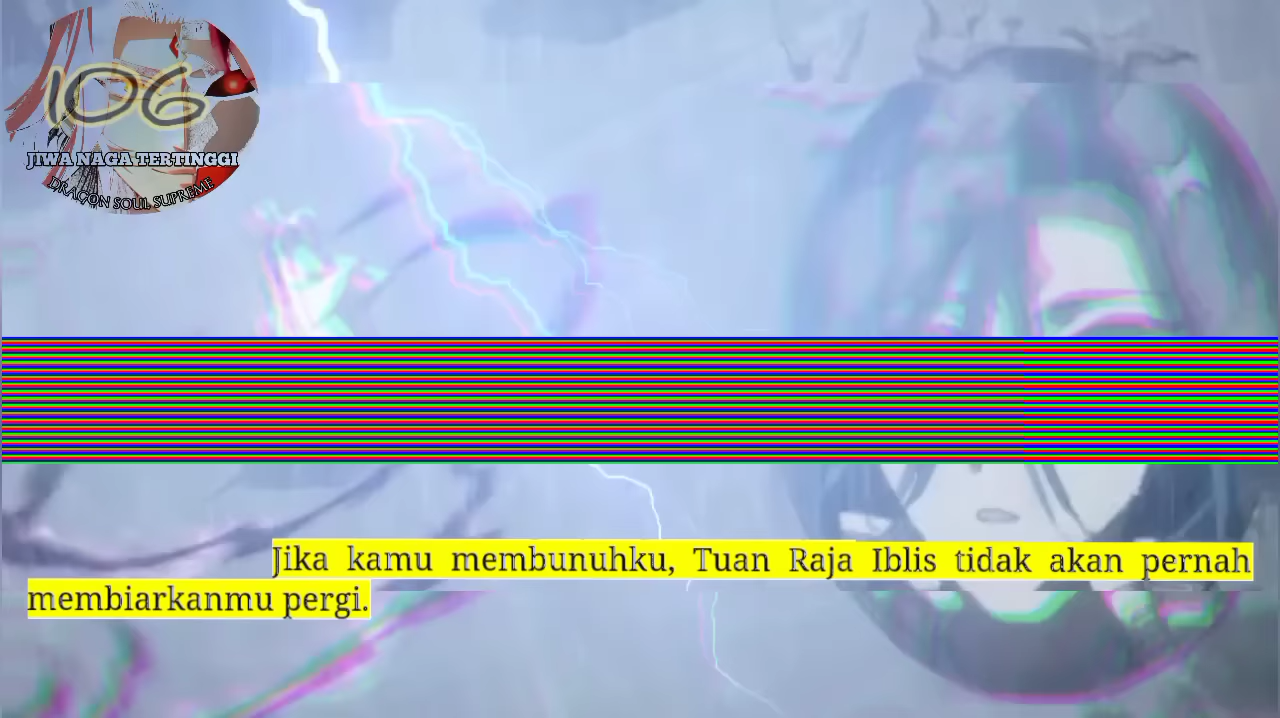 106
JIWA NAGA TERTINGGI
DRAGON SOUL SUPREME
Jika kamu membunuhku, Tuan Raja Iblis tidak akan pernah
membiarkanmu pergi.